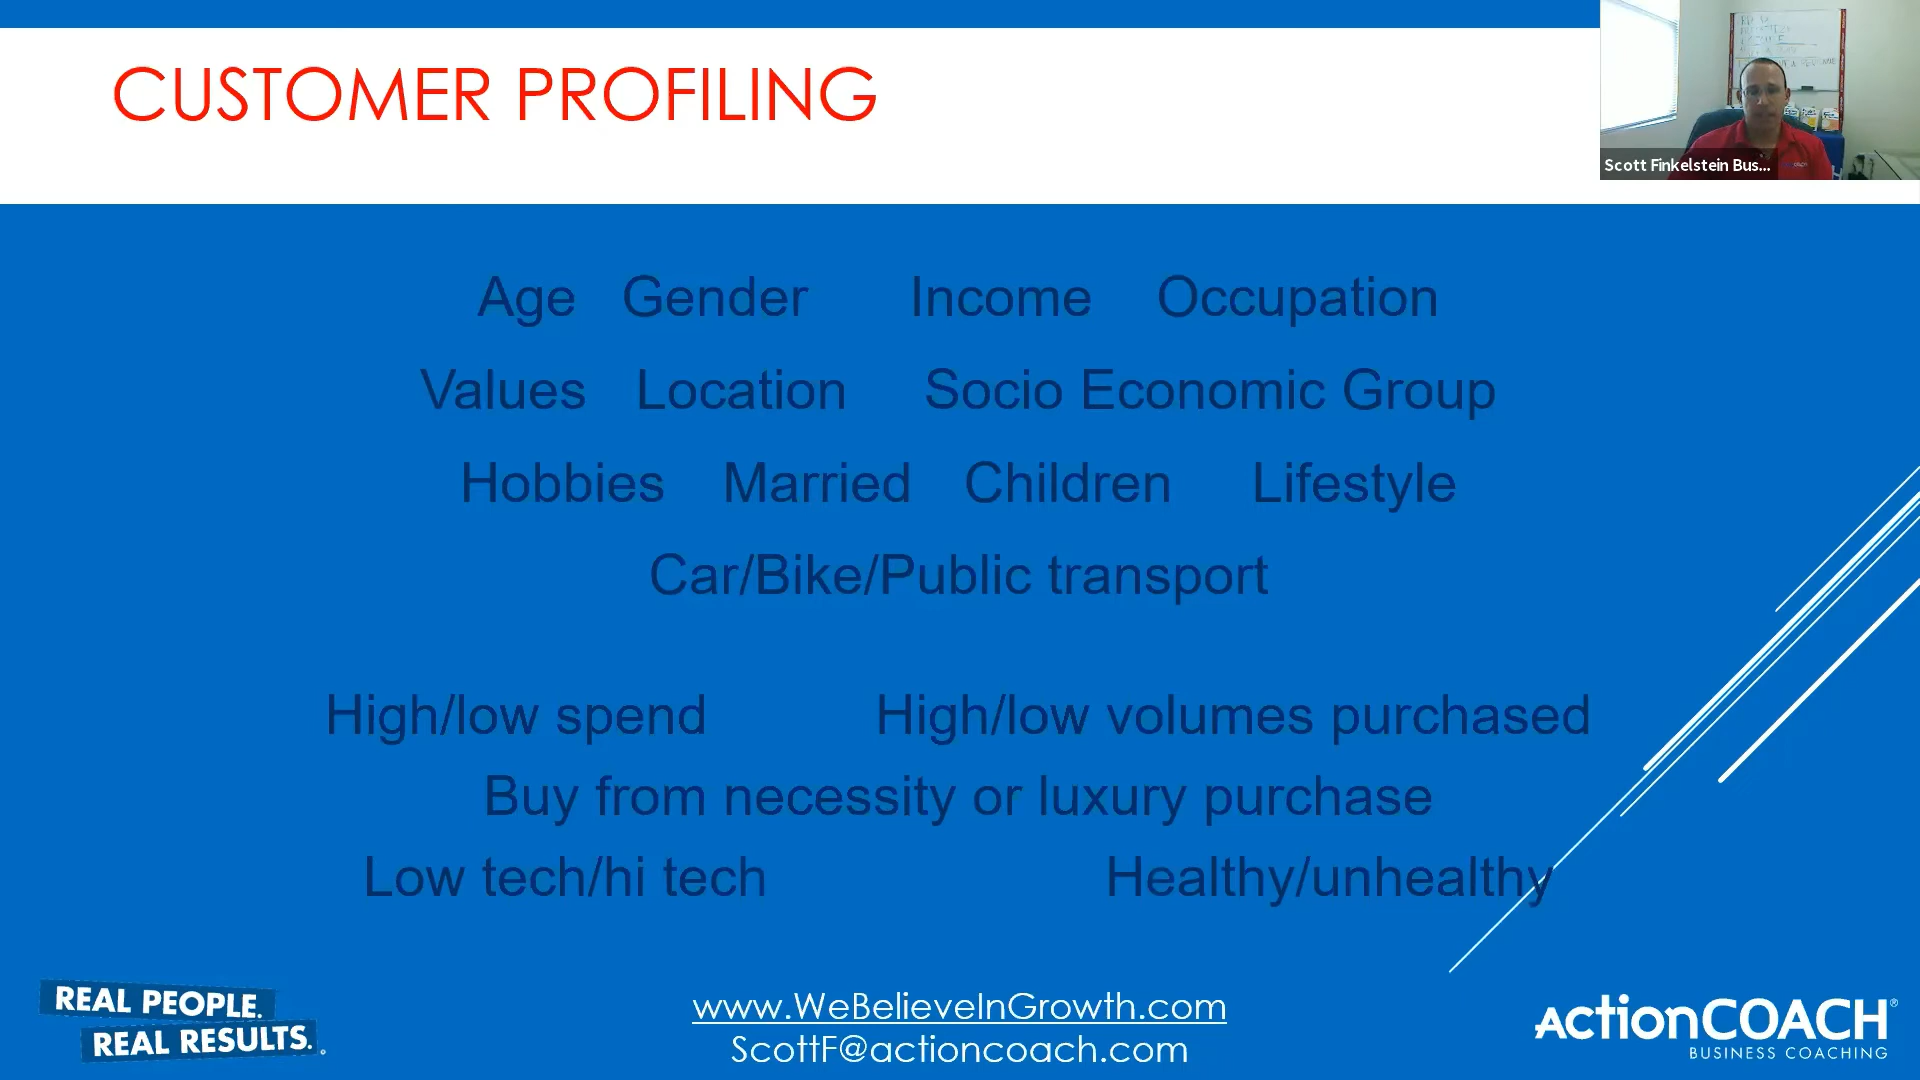 CUSTOMER PROFILING
Scott Finkelstein Bus...
Age Gender Income Occupation
Values Location Socio Economic Group
Hobbies Married Children Lifestyle
Car/Bike/Public transport
High/low spend High/low volumes purchased
Buy from necessity or luxury purchase
Low tech/hi tech Healthy/unhealthy
REAL PEOPLE.
REAL RESULTS.
www.WeBelieveInGrowth.com
ScottF@actioncoach.com
actionCOACH®
BUSINESS COACHING